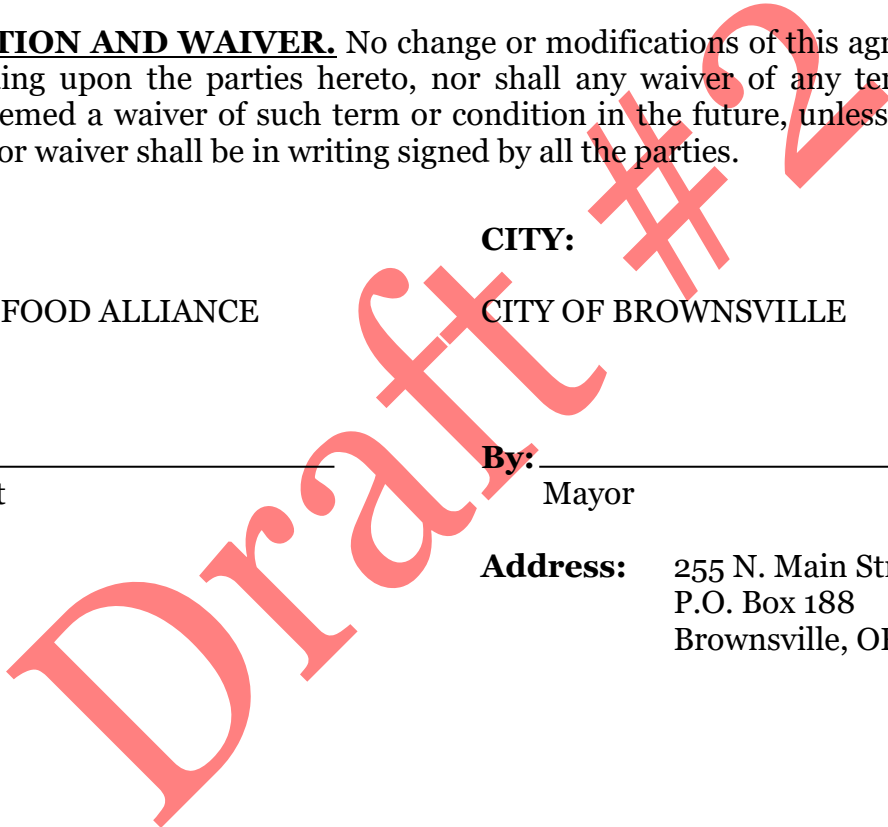 TION AND WAIVER. No change or modifications of this agr
ing upon the parties hereto, nor shall any waiver of any ter
emed a waiver of such term or condition in the future, unless
or waiver shall be in writing signed by all the parties.
CITY:
FOOD ALLIANCE CITY OF BROWNSVILLE
By:
t Mayor
Address: 255 N. Main Str
P.O. Box 188
Brownsville, O
Draft #2